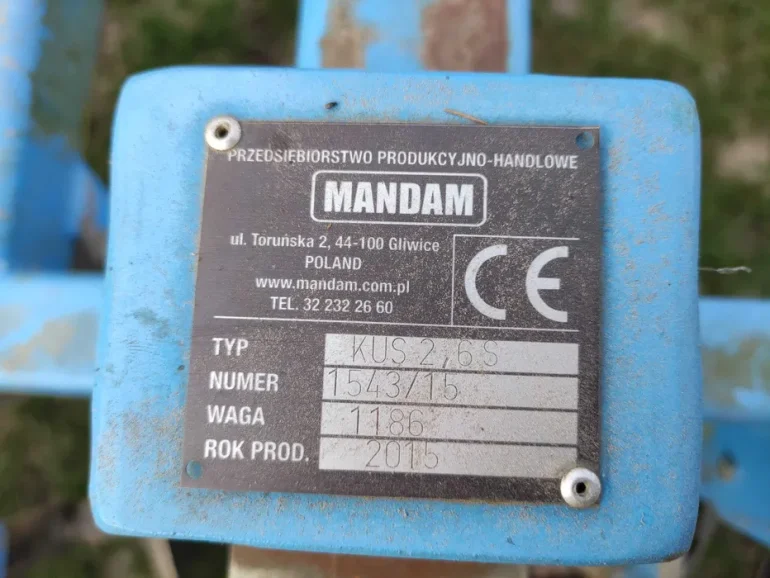 PRZEDSIĘBIORSTWO PRODUKCYJNO-HANDLOWE
MANDAM
ul. Toruńska 2, 44-100 Gliwice
POLAND
www.mandam.com.pl
TEL. 32 232 26 60
CE
TYP KUS 2,6 S
NUMER 1543/15
WAGA 1186
ROK PROD. 2015